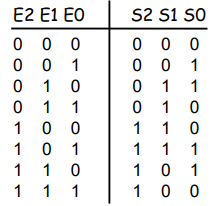 E2 E1 E0 S2 S1 S0
0 0 0 0 0 0
0 0 1 0 0 1
0 1 0 0 1 1
0 1 1 0 1 0
1 0 0 1 1 0
1 0 1 1 1 1
1 1 0 1 0 1
1 1 1 1 0 0